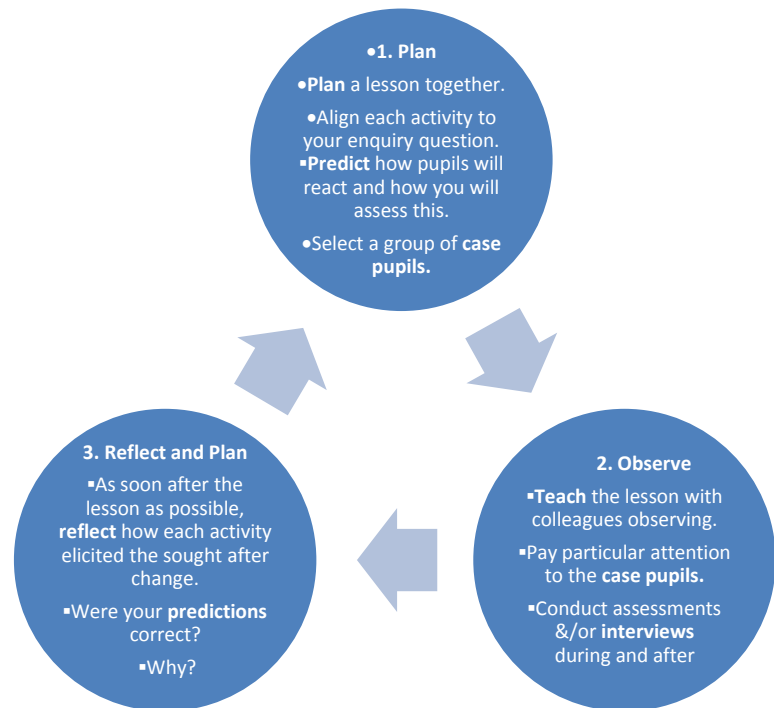 •1. Plan
•Plan a lesson together.
•Align each activity to
your enquiry question.
▪Predict how pupils will
react and how you will
assess this.
•Select a group of case
pupils.
2. Observe
▪Teach the lesson with
colleagues observing.
▪Pay particular attention
to the case pupils.
▪Conduct assessments
&/or interviews
during and after
3. Reflect and Plan
▪As soon after the
lesson as possible,
reflect how each activity
elicited the sought after
change.
▪Were your predictions
correct?
▪Why?